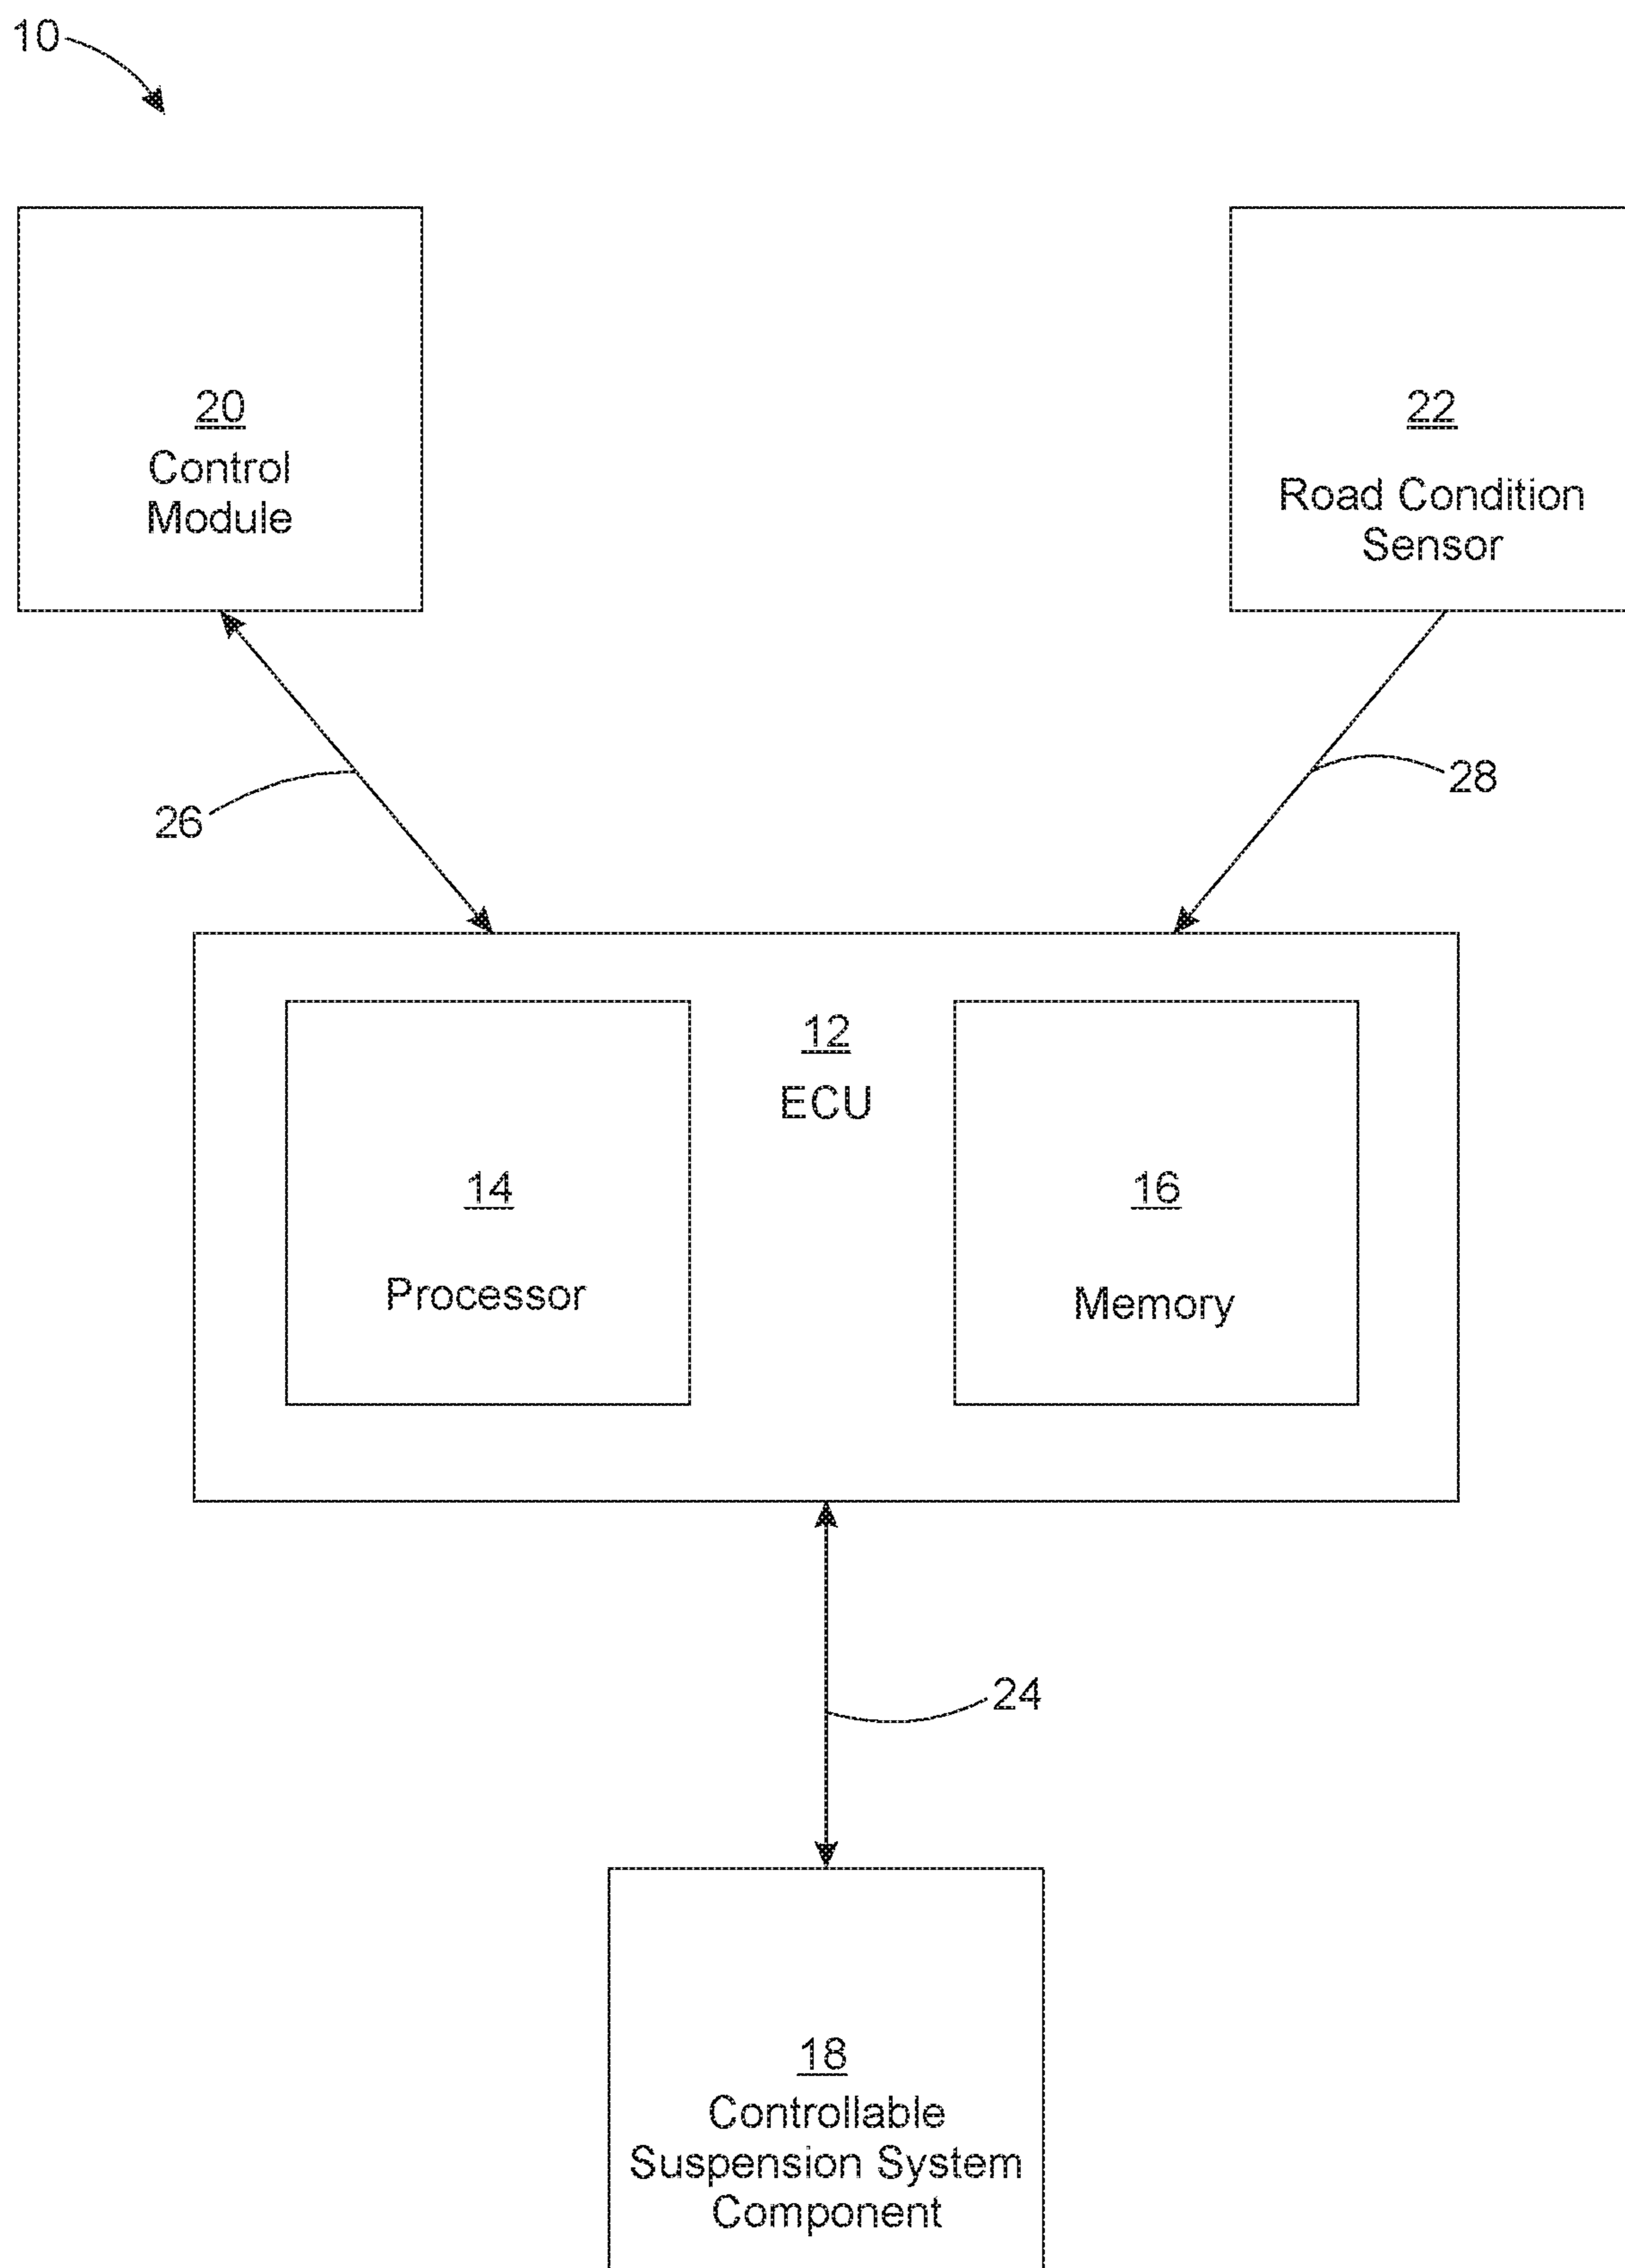 10
20
Control
Module
22
Road Condition
Sensor
26
28
12
ECU
14
Processor
16
Memory
24
18
Controllable
Suspension System
Component